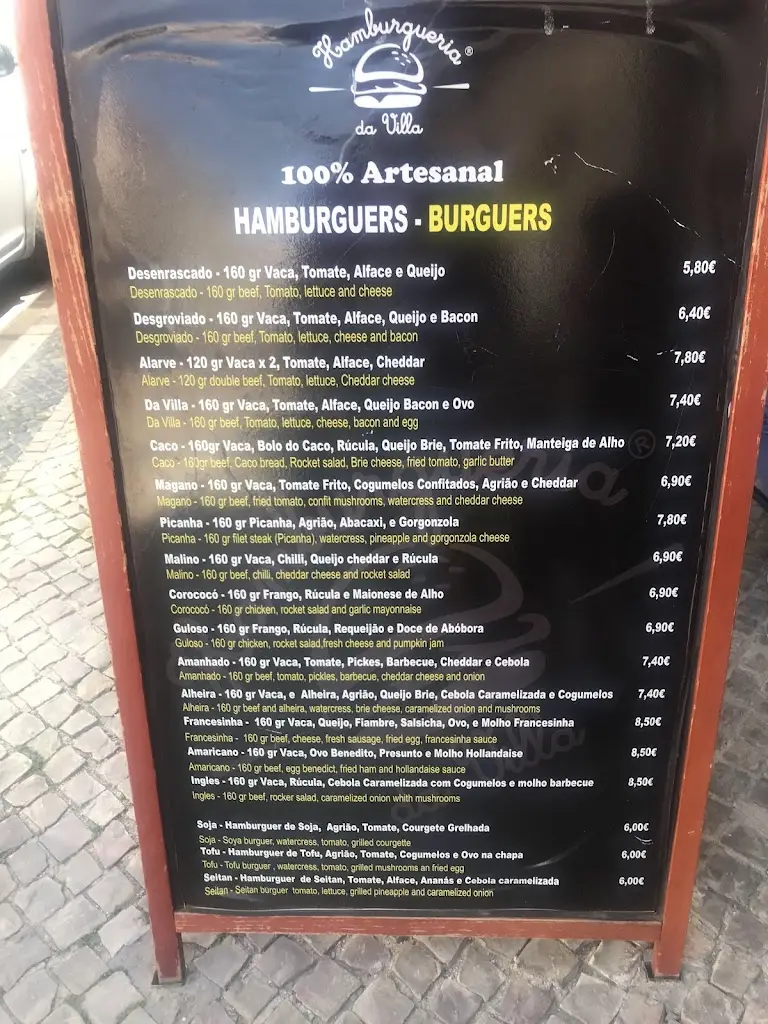 Hamburgueria®
da Villa
100% Artesanal
HAMBURGUERS - BURGUERS
Desenrascado - 160 gr Vaca, Tomate, Alface e Queijo 5,80€
Desenrascado - 160 gr beef, Tomato, lettuce and cheese
Desgroviado - 160 gr Vaca, Tomate, Alface, Queijo e Bacon 6,40€
Desgroviado - 160 gr beef, Tomato, lettuce, cheese and bacon
Alarve - 120 gr Vaca x 2, Tomate, Alface, Cheddar 7,80€
Alarve - 120 gr double beef, Tomato, lettuce, Cheddar cheese
Da Villa - 160 gr Vaca, Tomate, Alface, Queijo Bacon e Ovo 7,40€
Da Villa - 160 gr beef, Tomato, lettuce, cheese, bacon and egg
Caco - 160gr Vaca, Bolo do Caco, Rúcula, Queijo Brie, Tomate Frito, Manteiga de Alho 7,20€
Caco - 160gr beef, Caco bread, Rocket salad, Brie cheese, fried tomato, garlic butter
Magano - 160 gr Vaca, Tomate Frito, Cogumelos Confitados, Agrião e Cheddar 6,90€
Magano - 160 gr beef, fried tomato, confit mushrooms, watercress and cheddar cheese
Picanha - 160 gr Picanha, Agrião, Abacaxi, e Gorgonzola 7,80€
Picanha - 160 gr filet steak (Picanha), watercress, pineapple and gorgonzola cheese
Malino - 160 gr Vaca, Chilli, Queijo cheddar e Rúcula 6,90€
Malino - 160 gr beef, chilli, cheddar cheese and rocket salad
Corococó - 160 gr Frango, Rúcula e Maionese de Alho 6,90€
Corococó - 160 gr chicken, rocket salad and garlic mayonnaise
Guloso - 160 gr Frango, Rúcula, Requeijão e Doce de Abóbora 6,90€
Guloso - 160 gr chicken, rocket salad,fresh cheese and pumpkin jam
Amanhado - 160 gr Vaca, Tomate, Pickes, Barbecue, Cheddar e Cebola 7,40€
Amanhado - 160 gr beef, tomato, pickles, barbecue, cheddar cheese and onion
Alheira - 160 gr Vaca, e Alheira, Agrião, Queijo Brie, Cebola Caramelizada e Cogumelos 7,40€
Alheira - 160 gr beef and alheira, watercress, brie cheese, caramelized onion and mushrooms
Francesinha - 160 gr Vaca, Queijo, Fiambre, Salsicha, Ovo, e Molho Francesinha 8,50€
Francesinha - 160 gr beef, cheese, fresh sausage, fried egg, francesinha sauce
Amaricano - 160 gr Vaca, Ovo Benedito, Presunto e Molho Hollandaise 8,50€
Amaricano - 160 gr beef, egg benedict, fried ham and hollandaise sauce
Ingles - 160 gr Vaca, Rúcula, Cebola Caramelizada com Cogumelos e molho barbecue 8,50€
Ingles - 160 gr beef, rocker salad, caramelized onion whith mushrooms
Soja - Hamburguer de Soja, Agrião, Tomate, Courgete Grelhada 6,00€
Soja - Soya burguer, watercress, tomato, grilled courgette
Tofu - Hamburguer de Tofu, Agrião, Tomate, Cogumelos e Ovo na chapa 6,00€
Tofu - Tofu burguer , watercress, tomato, grilled mushrooms an fried egg
Seitan - Hamburguer de Seitan, Tomate, Alface, Ananás e Cebola caramelizada 6,00€
Seitan - Seitan burguer tomato, lettuce, grilled pineapple and caramelized onion